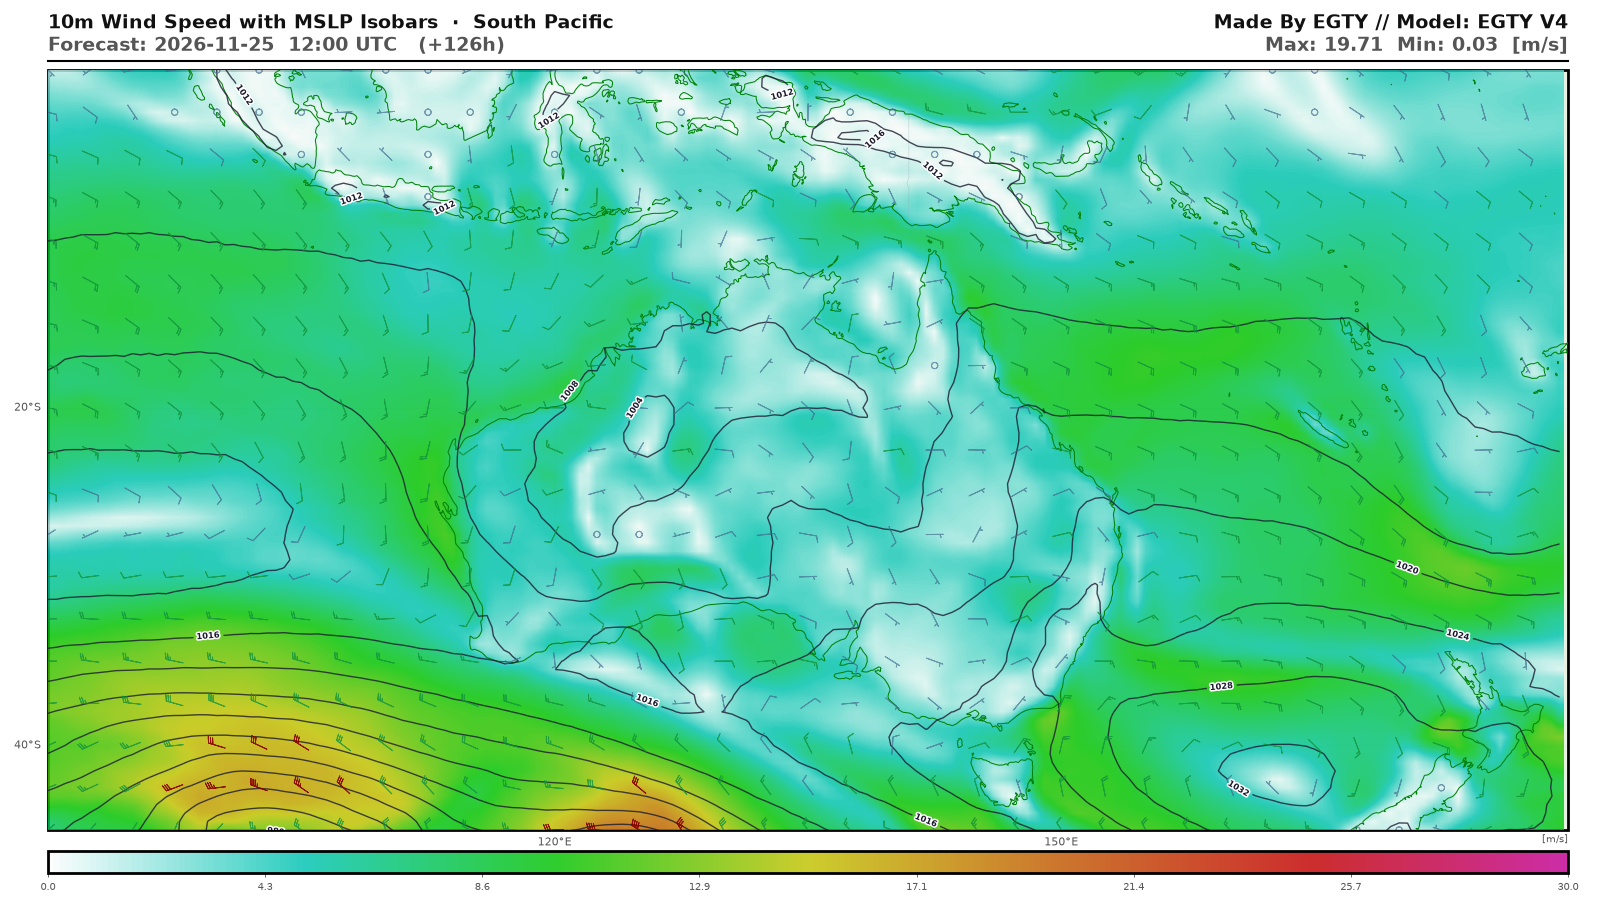 10m Wind Speed with MSLP Isobars · South Pacific
Made By EGTY // Model: EGTY V4
Forecast: 2026-11-25 12:00 UTC (+126h)
Max: 19.71 Min: 0.03 [m/s]
1012
1012
1012
1016
1012
1012
1012
1008
1004
20°S
1020
1016
1024
1028
1016
40°S
1032
1016
120°E
150°E
[m/s]
0.0
4.3
8.6
12.9
17.1
21.4
25.7
30.0